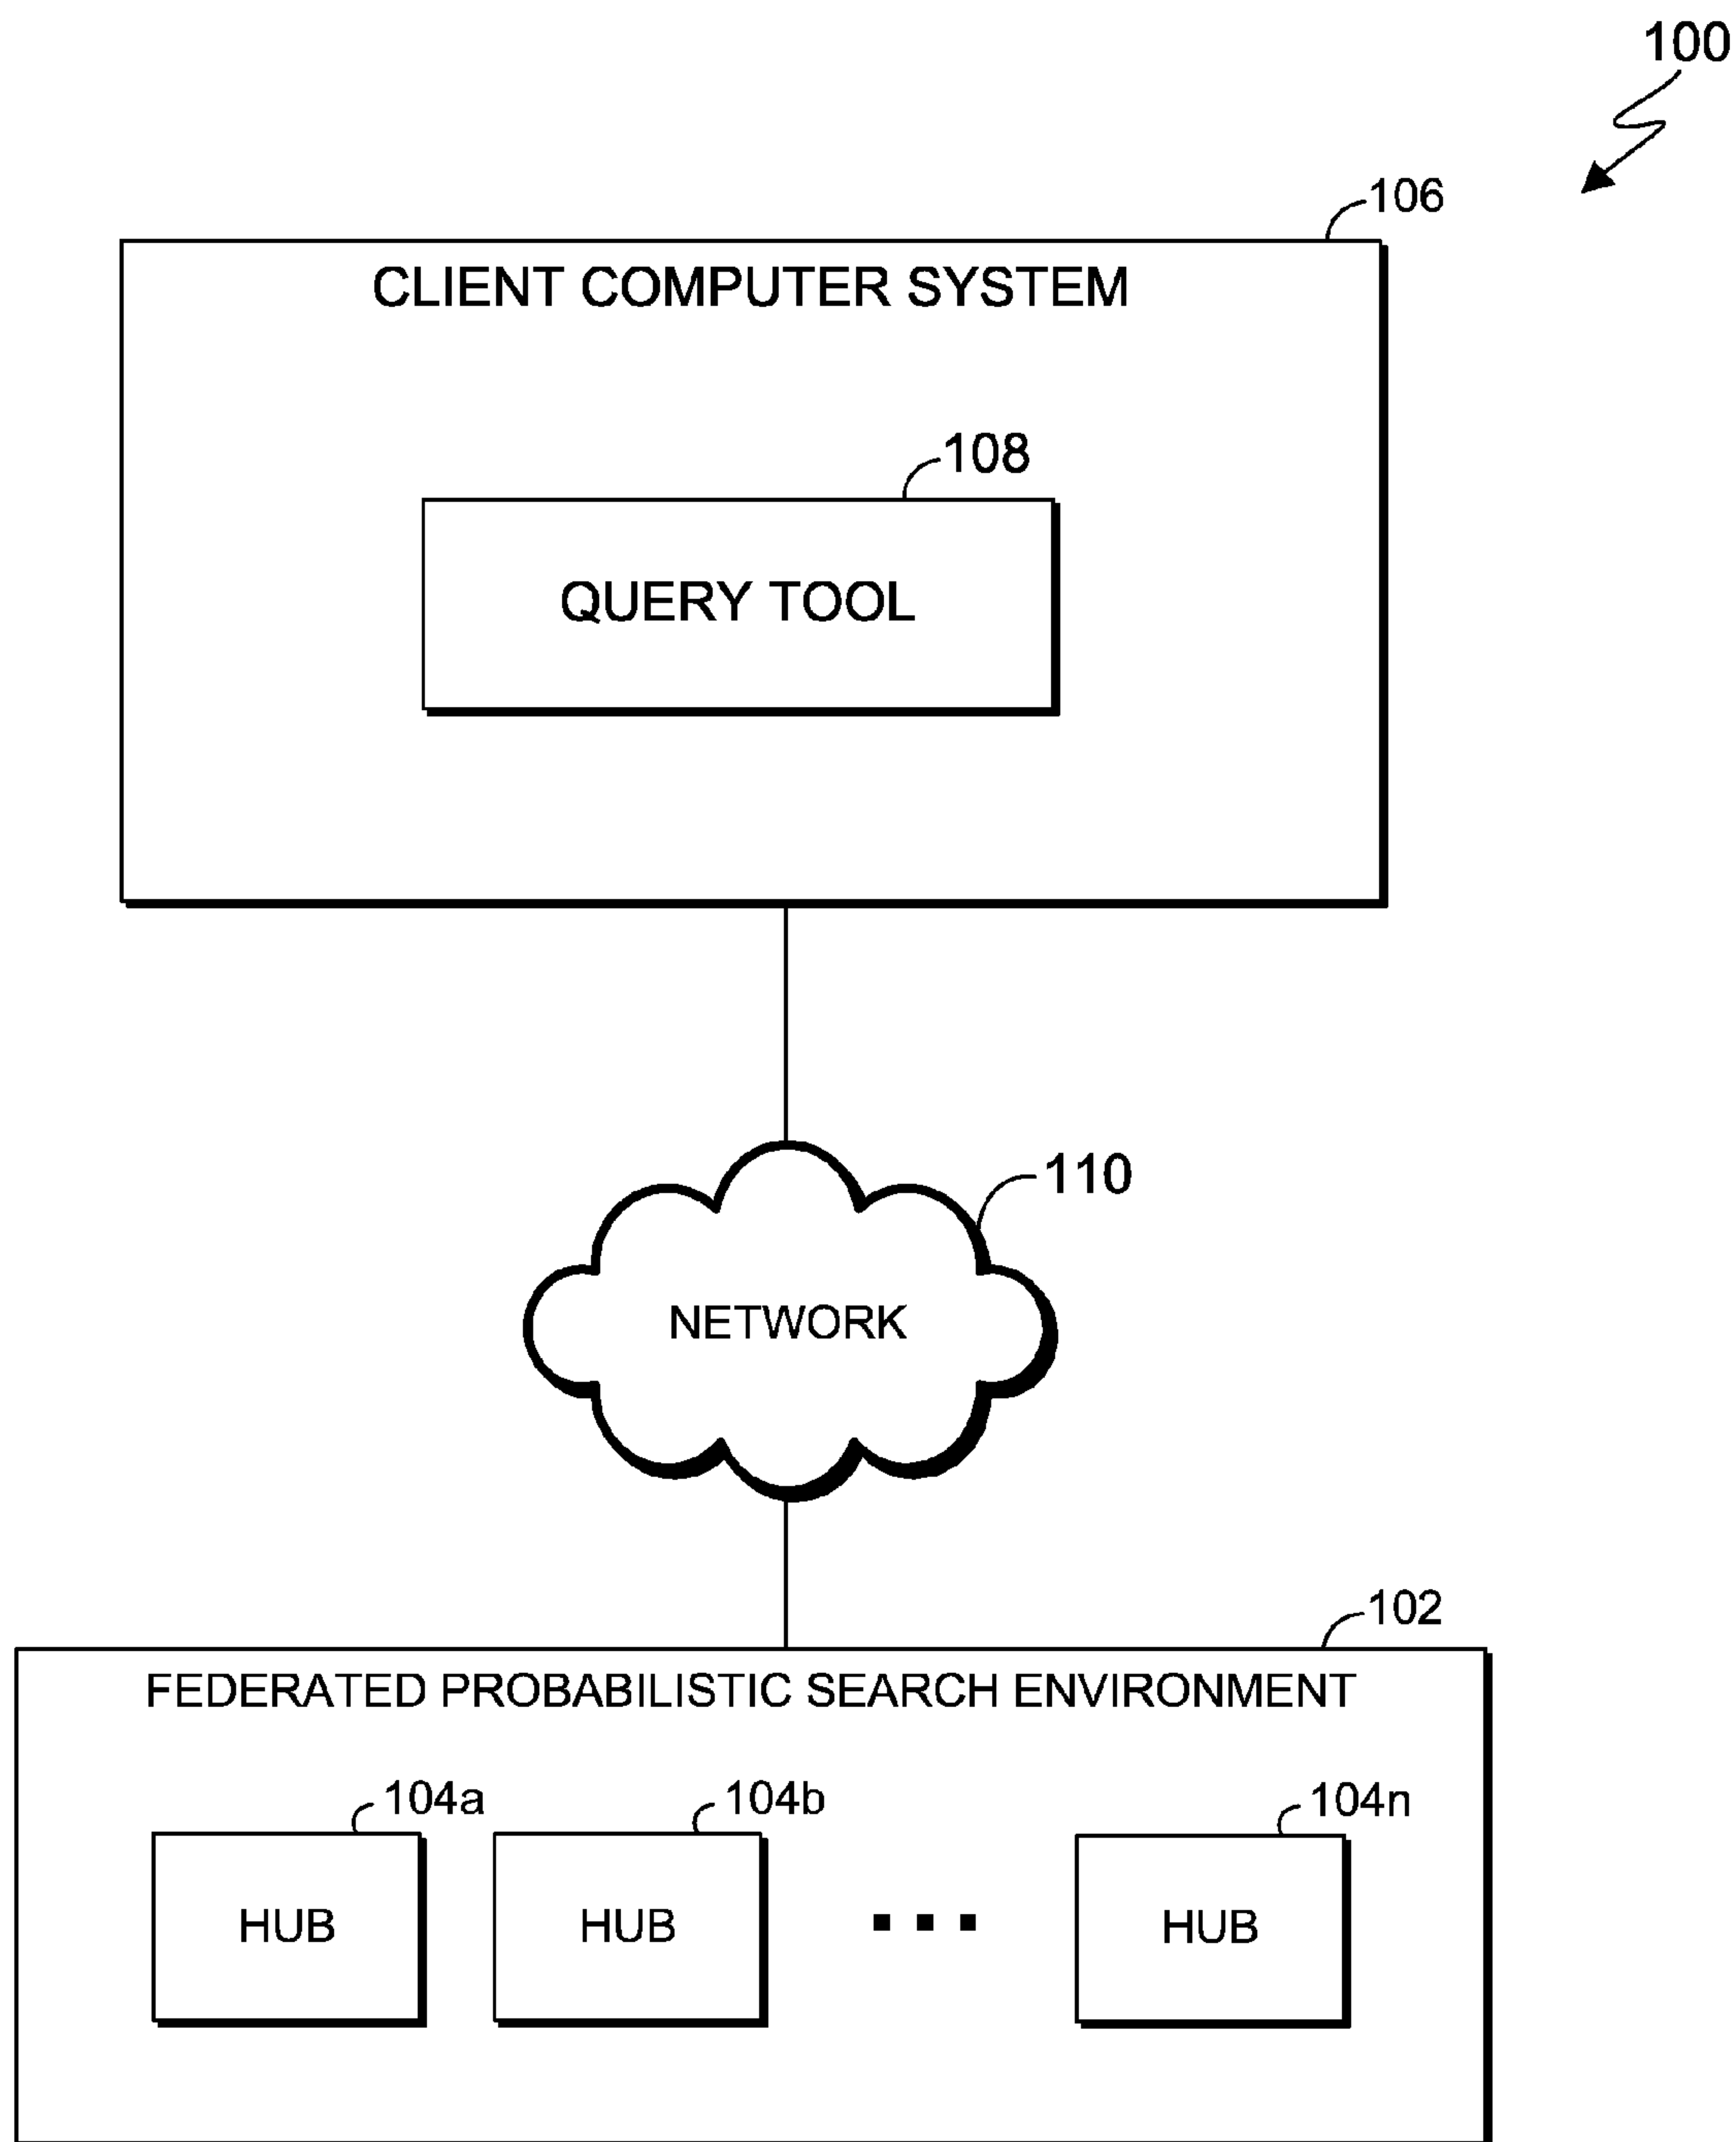 100
106
CLIENT COMPUTER SYSTEM
108
QUERY TOOL
110
NETWORK
102
FEDERATED PROBABILISTIC SEARCH ENVIRONMENT
104a
104b
104n
HUB
HUB
HUB